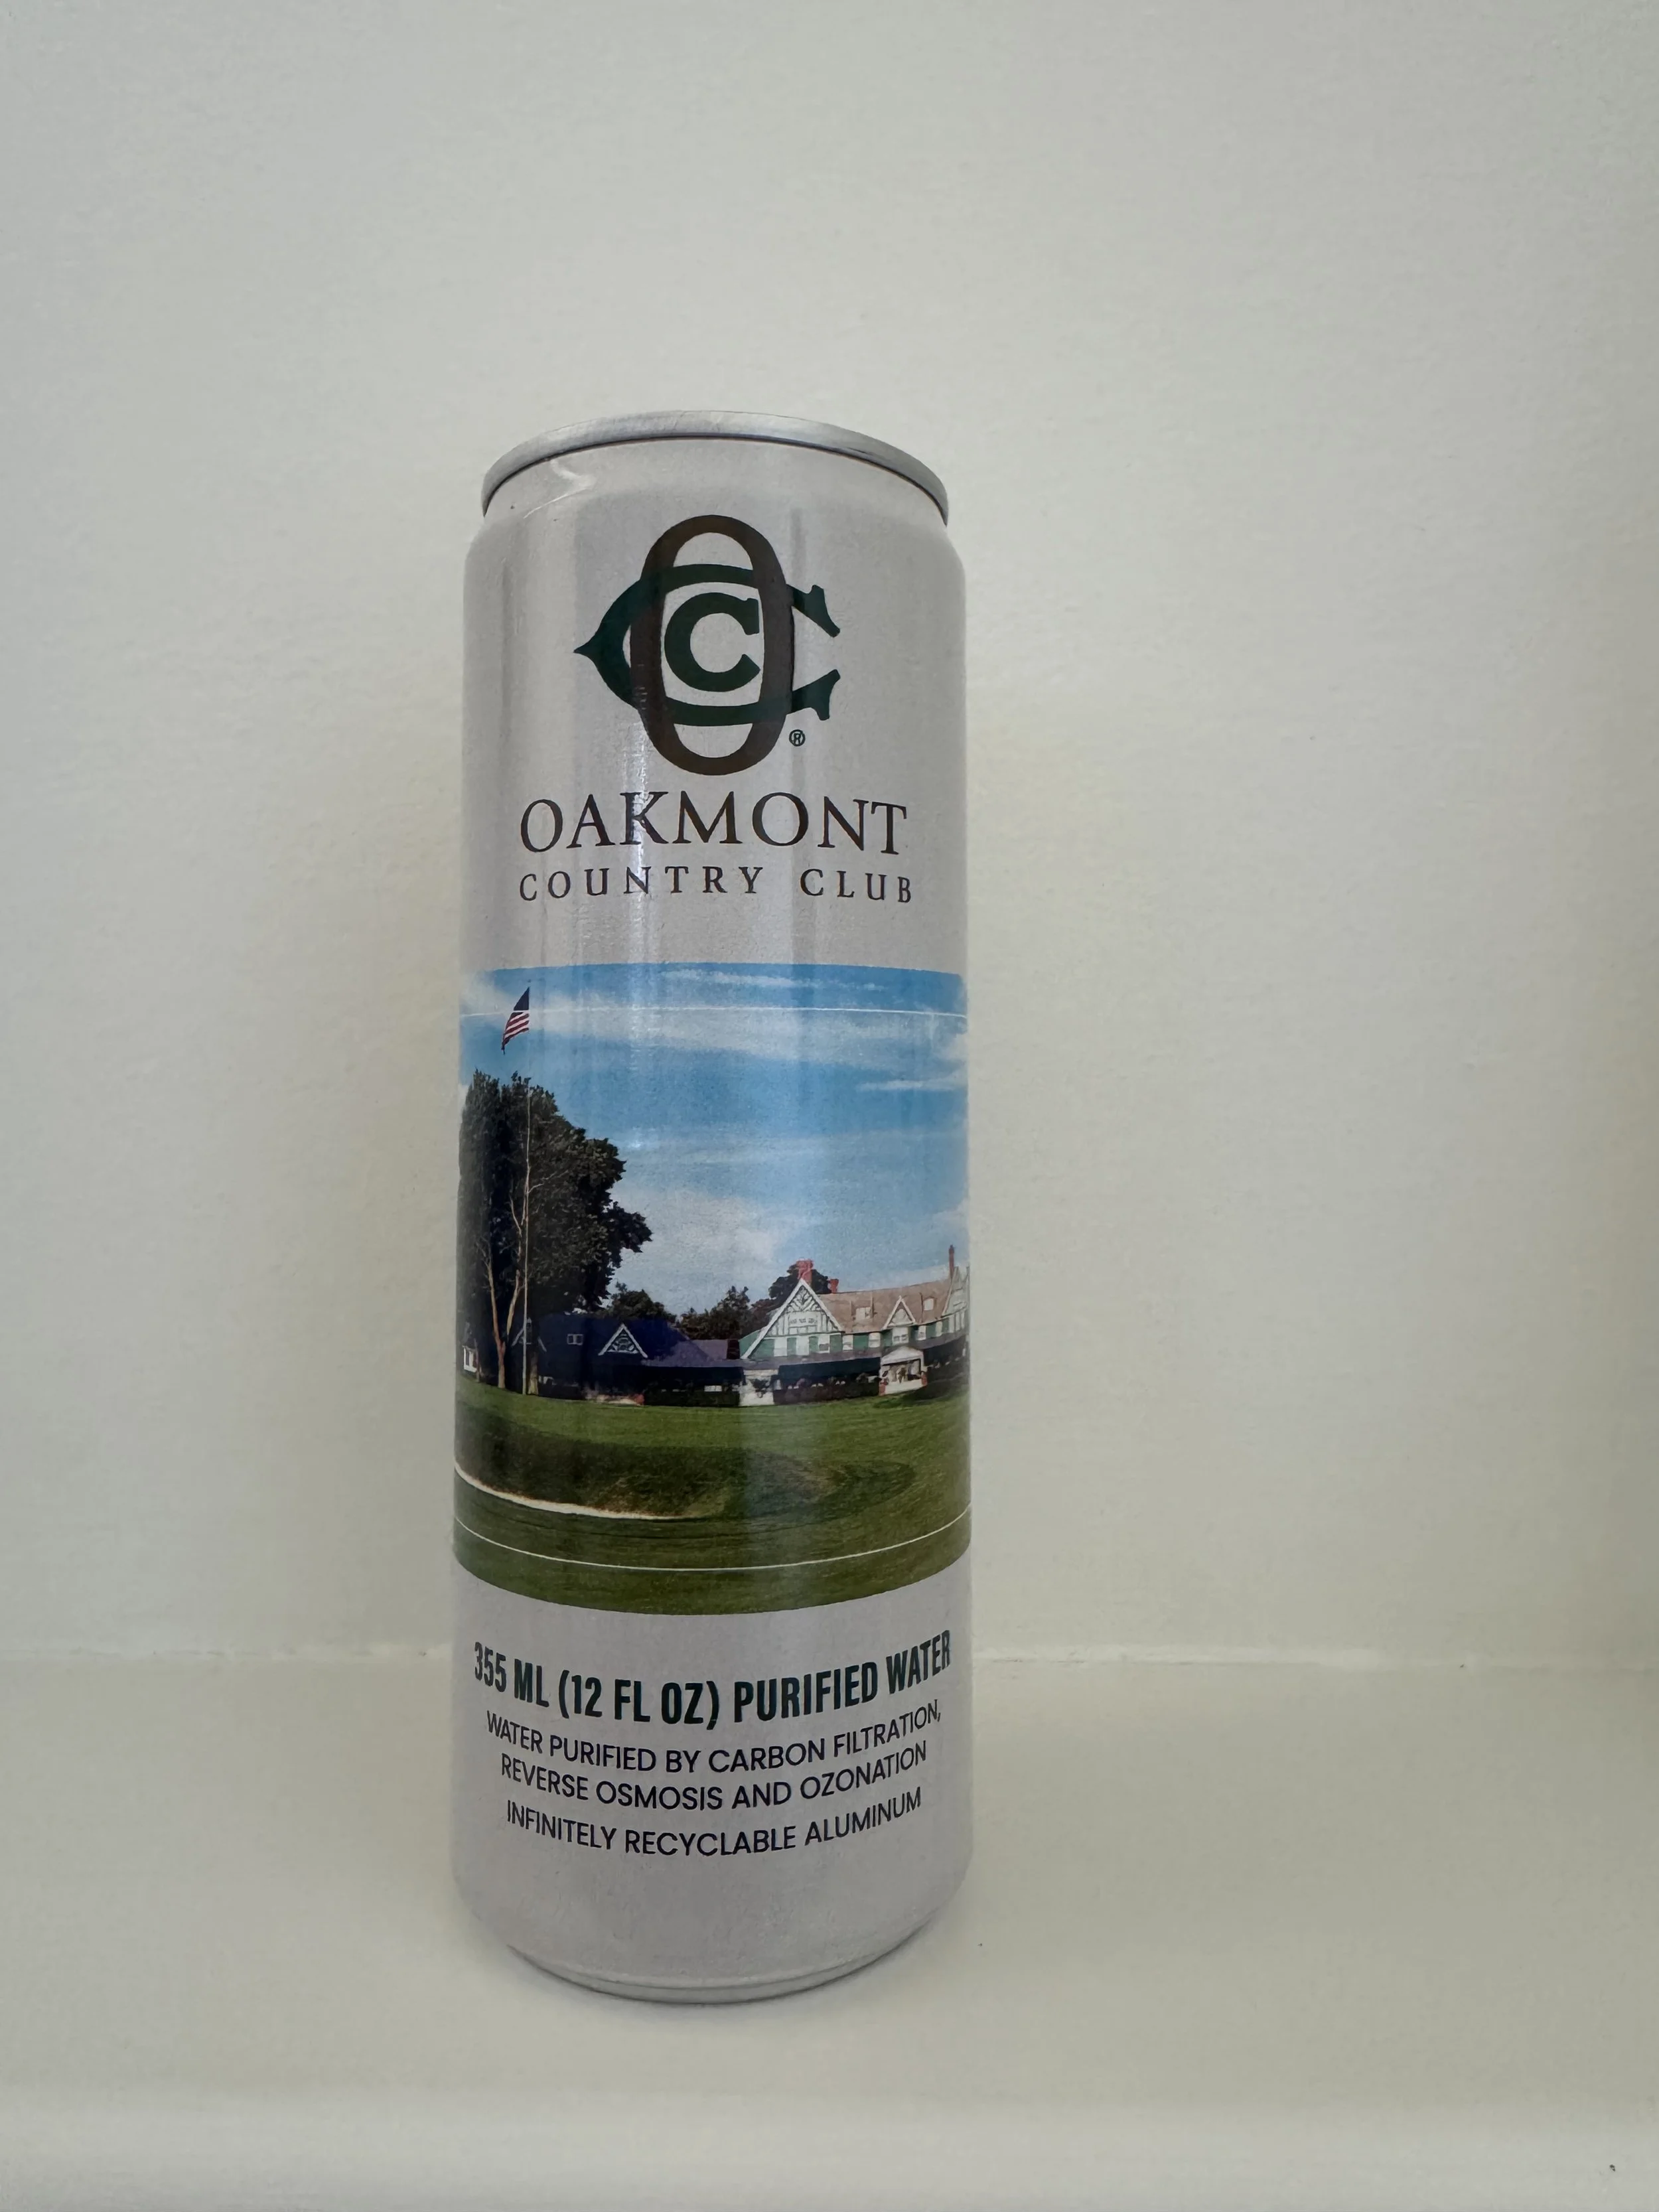 OCC
®
OAKMONT
COUNTRY CLUB
355 ML (12 FL OZ) PURIFIED WATER
WATER PURIFIED BY CARBON FILTRATION,
REVERSE OSMOSIS AND OZONATION
INFINITELY RECYCLABLE ALUMINUM